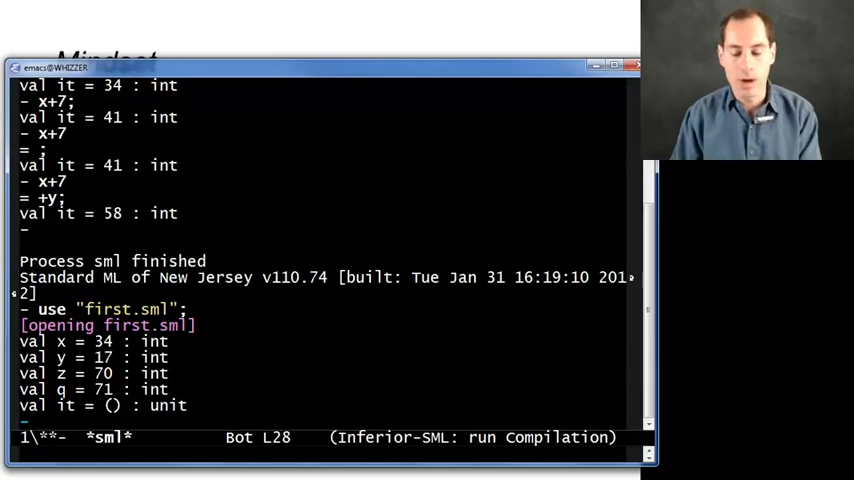 Mindset
emacs@WHIZZER
val it = 34 : int
- x+7;
val it = 41 : int
- x+7
= ;
val it = 41 : int
- x+7
= +y;
val it = 58 : int
-
Process sml finished
Standard ML of New Jersey v110.74 [built: Tue Jan 31 16:19:10 201
2]
- use "first.sml";
[opening first.sml]
val x = 34 : int
val y = 17 : int
val z = 70 : int
val q = 71 : int
val it = () : unit
-
1\**- *sml* Bot L28 (Inferior-SML: run Compilation)